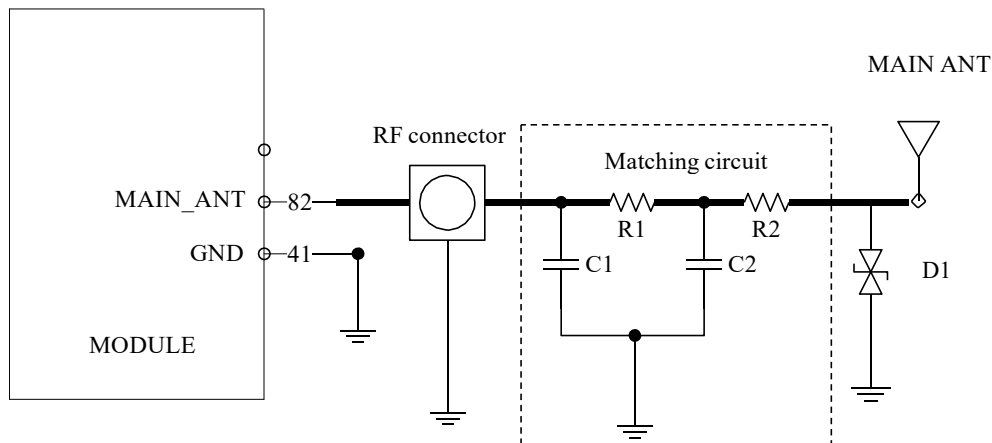 MAIN ANT
RF connector
Matching circuit
MAIN_ANT
82
R1
R2
GND
41
C1
C2
D1
MODULE